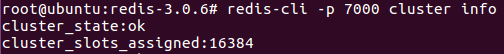 root@ubuntu:redis-3.0.6# redis-cli -p 7000 cluster info
cluster_state:ok
cluster_slots_assigned:16384